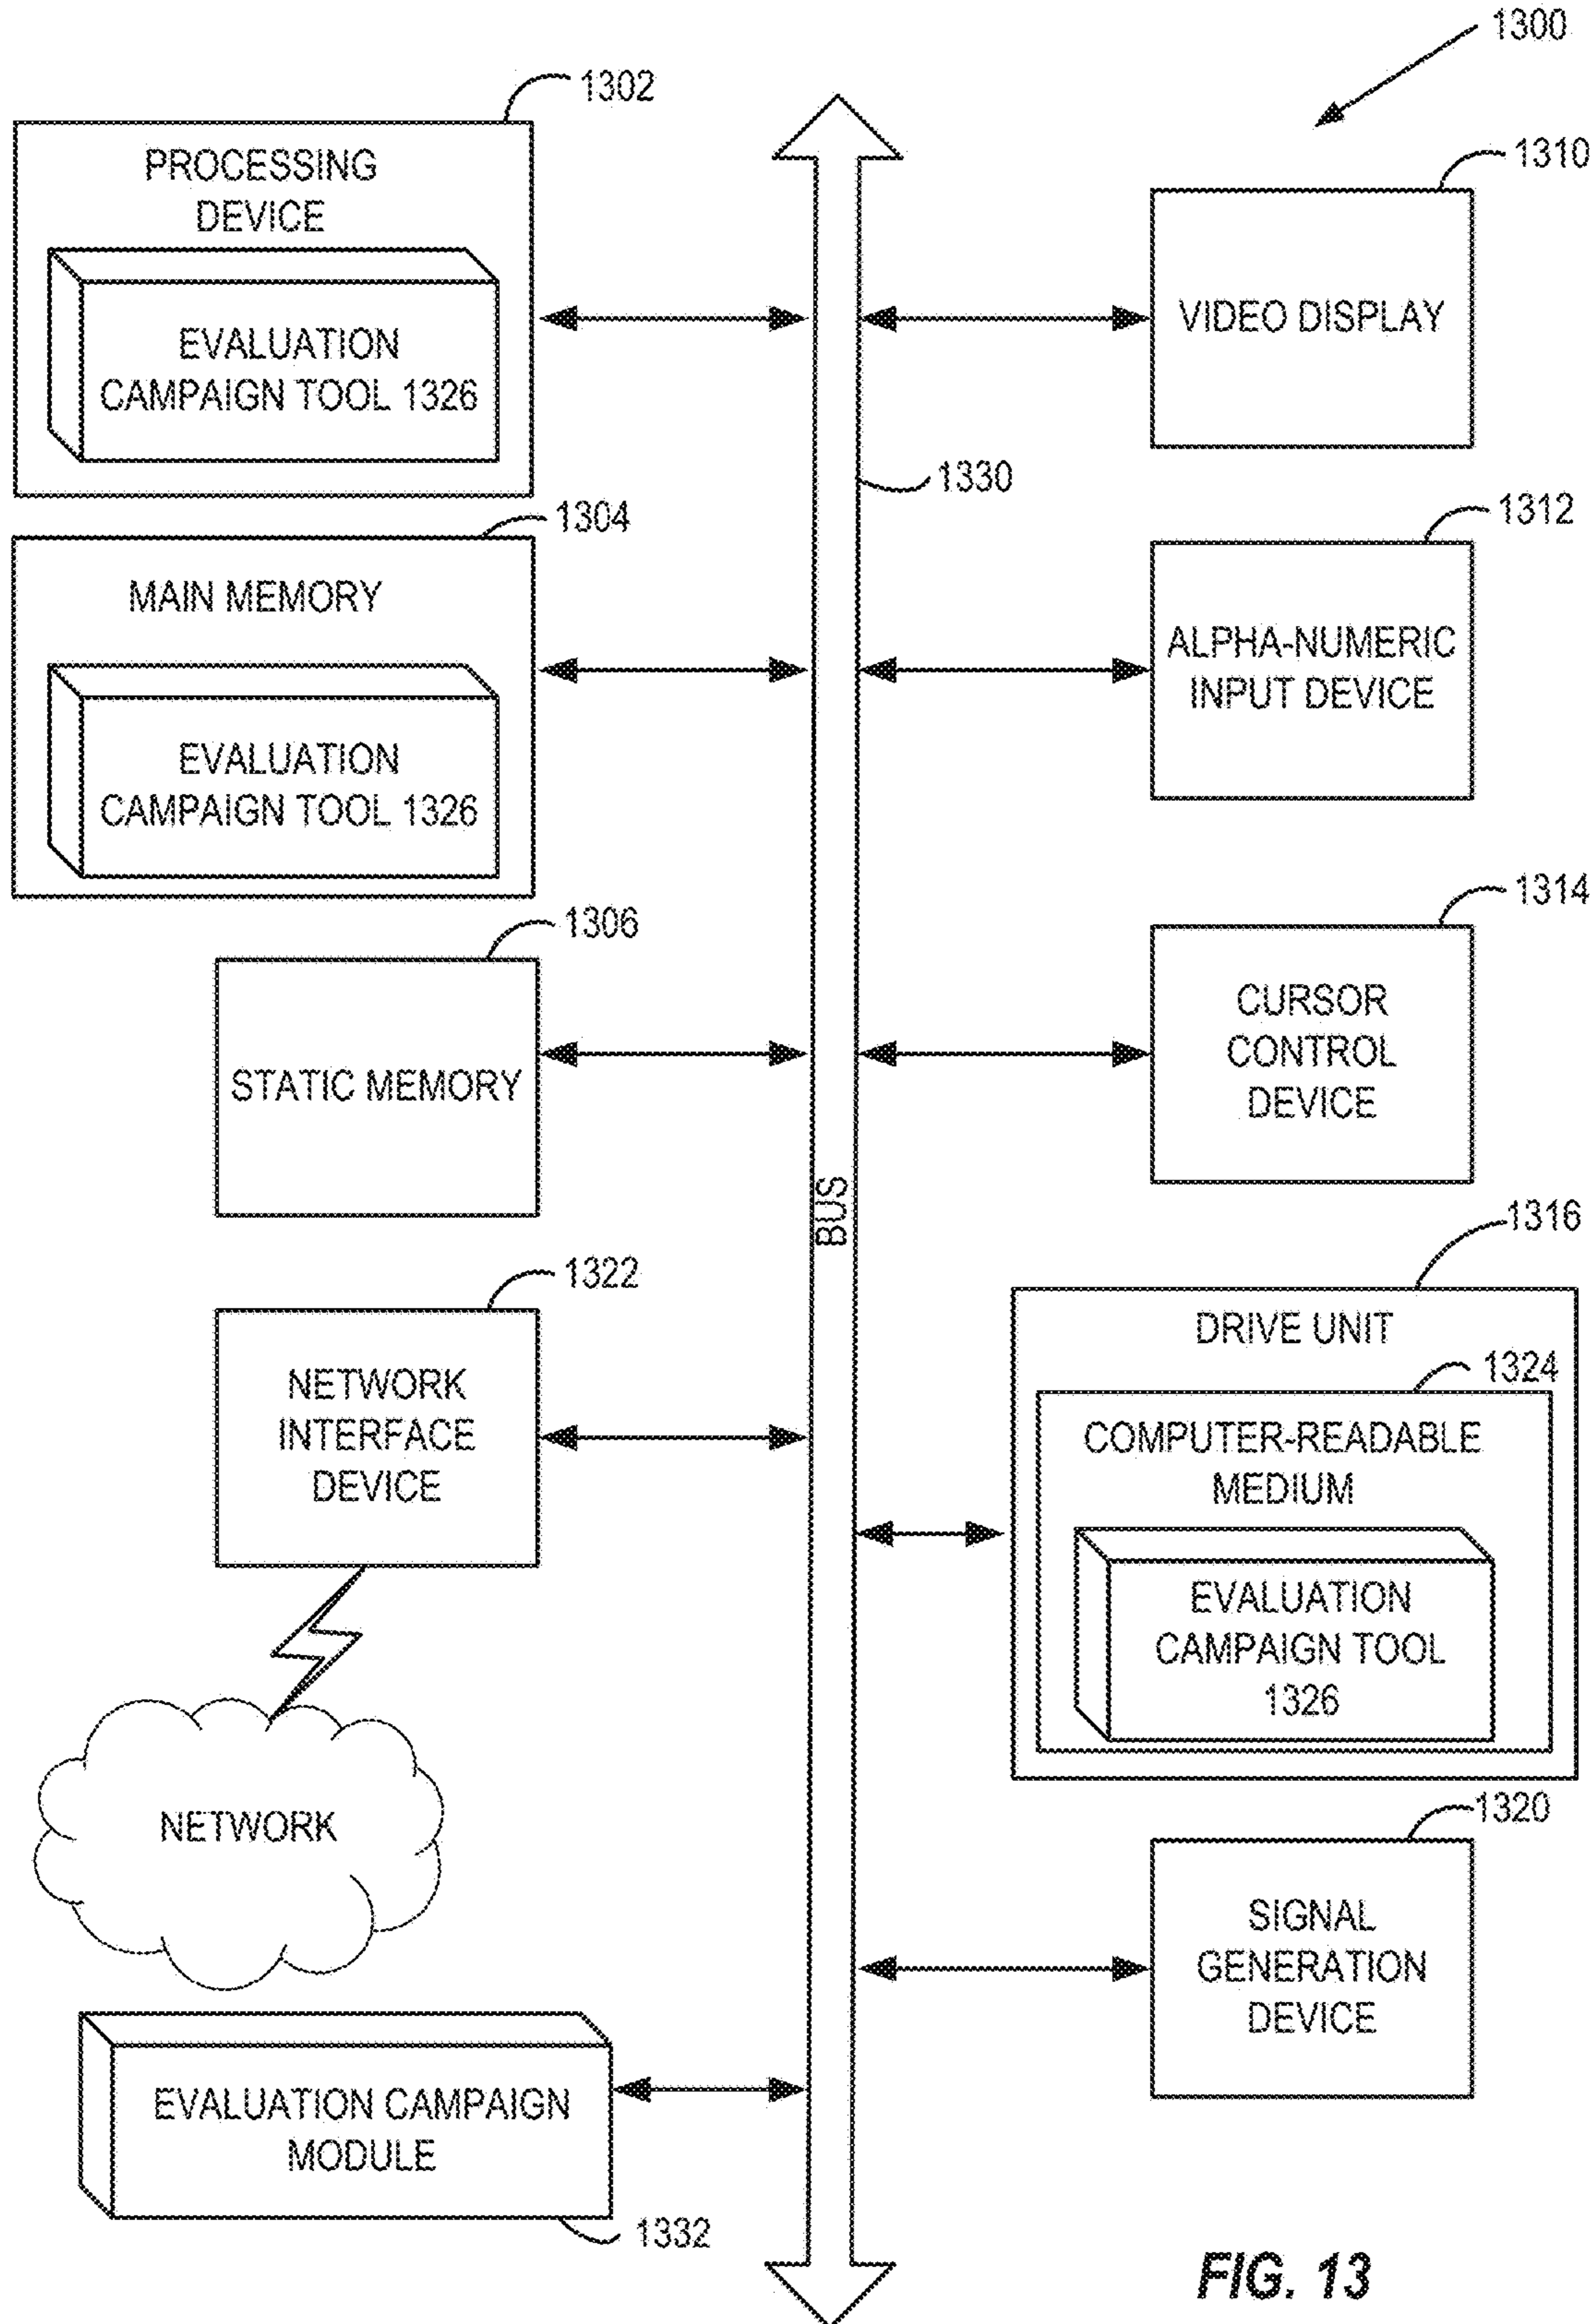 1300
1302
PROCESSING
DEVICE
EVALUATION
CAMPAIGN TOOL 1326
1304
MAIN MEMORY
EVALUATION
CAMPAIGN TOOL 1326
1306
STATIC MEMORY
1322
NETWORK
INTERFACE
DEVICE
NETWORK
EVALUATION CAMPAIGN
MODULE
1332
BUS
1330
1310
VIDEO DISPLAY
1312
ALPHA-NUMERIC
INPUT DEVICE
1314
CURSOR
CONTROL
DEVICE
1316
DRIVE UNIT
1324
COMPUTER-READABLE
MEDIUM
EVALUATION
CAMPAIGN TOOL
1326
1320
SIGNAL
GENERATION
DEVICE
FIG. 13